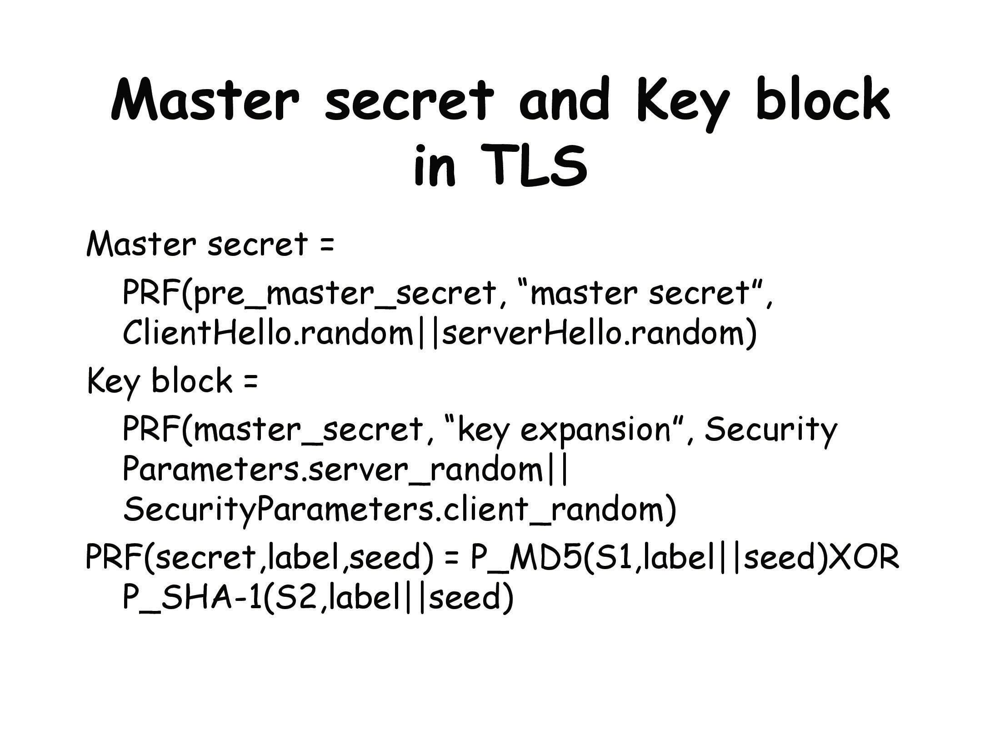 Master secret and Key block
in TLS
Master secret =
PRF(pre_master_secret, “master secret”,
ClientHello.random||serverHello.random)
Key block =
PRF(master_secret, “key expansion”, Security
Parameters.server_random||
SecurityParameters.client_random)
PRF(secret,label,seed) = P_MD5(S1,label||seed)XOR
P_SHA-1(S2,label||seed)